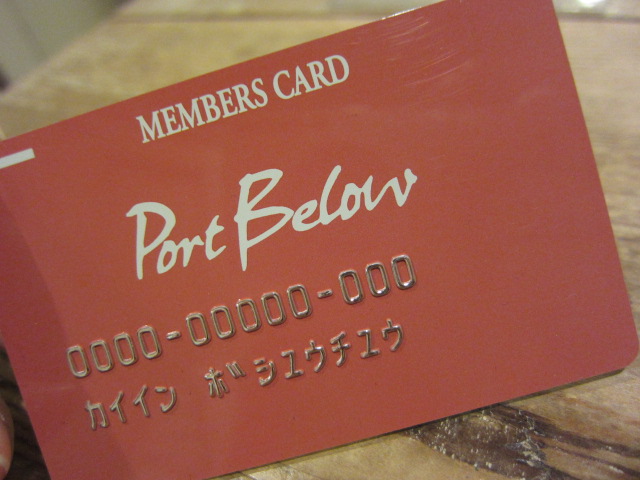 MEMBERS CARD
Port Below
0000-00000-000
カイイン ボシユウチユウ